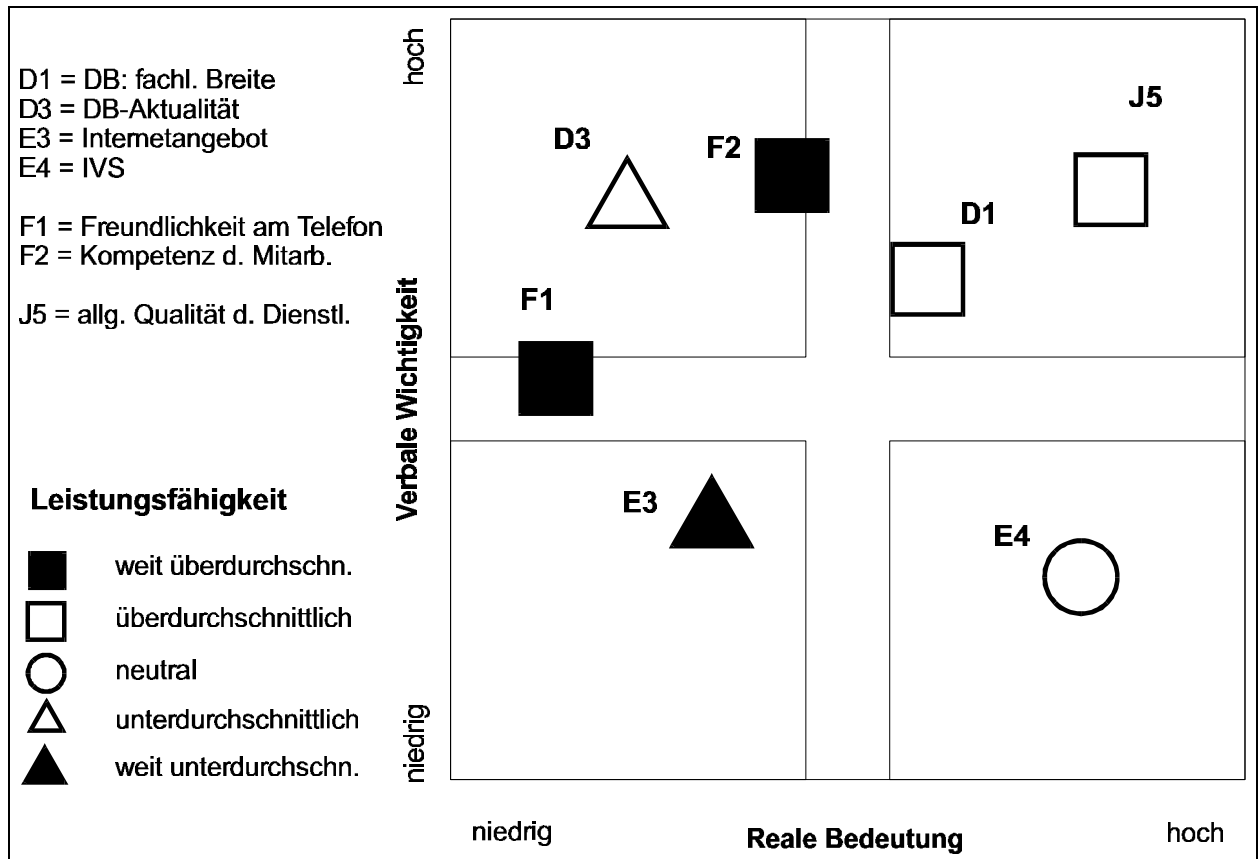 D1 = DB: fachl. Breite
D3 = DB-Aktualität
E3 = Internetangebot
E4 = IVS
F1 = Freundlichkeit am Telefon
F2 = Kompetenz d. Mitarb.
J5 = allg. Qualität d. Dienstl.
Leistungsfähigkeit
weit überdurchschn.
überdurchschnittlich
neutral
unterdurchschnittlich
weit unterdurchschn.
hoch
Verbale Wichtigkeit
niedrig
J5
D3
F2
D1
F1
E3
E4
niedrig
Reale Bedeutung
hoch